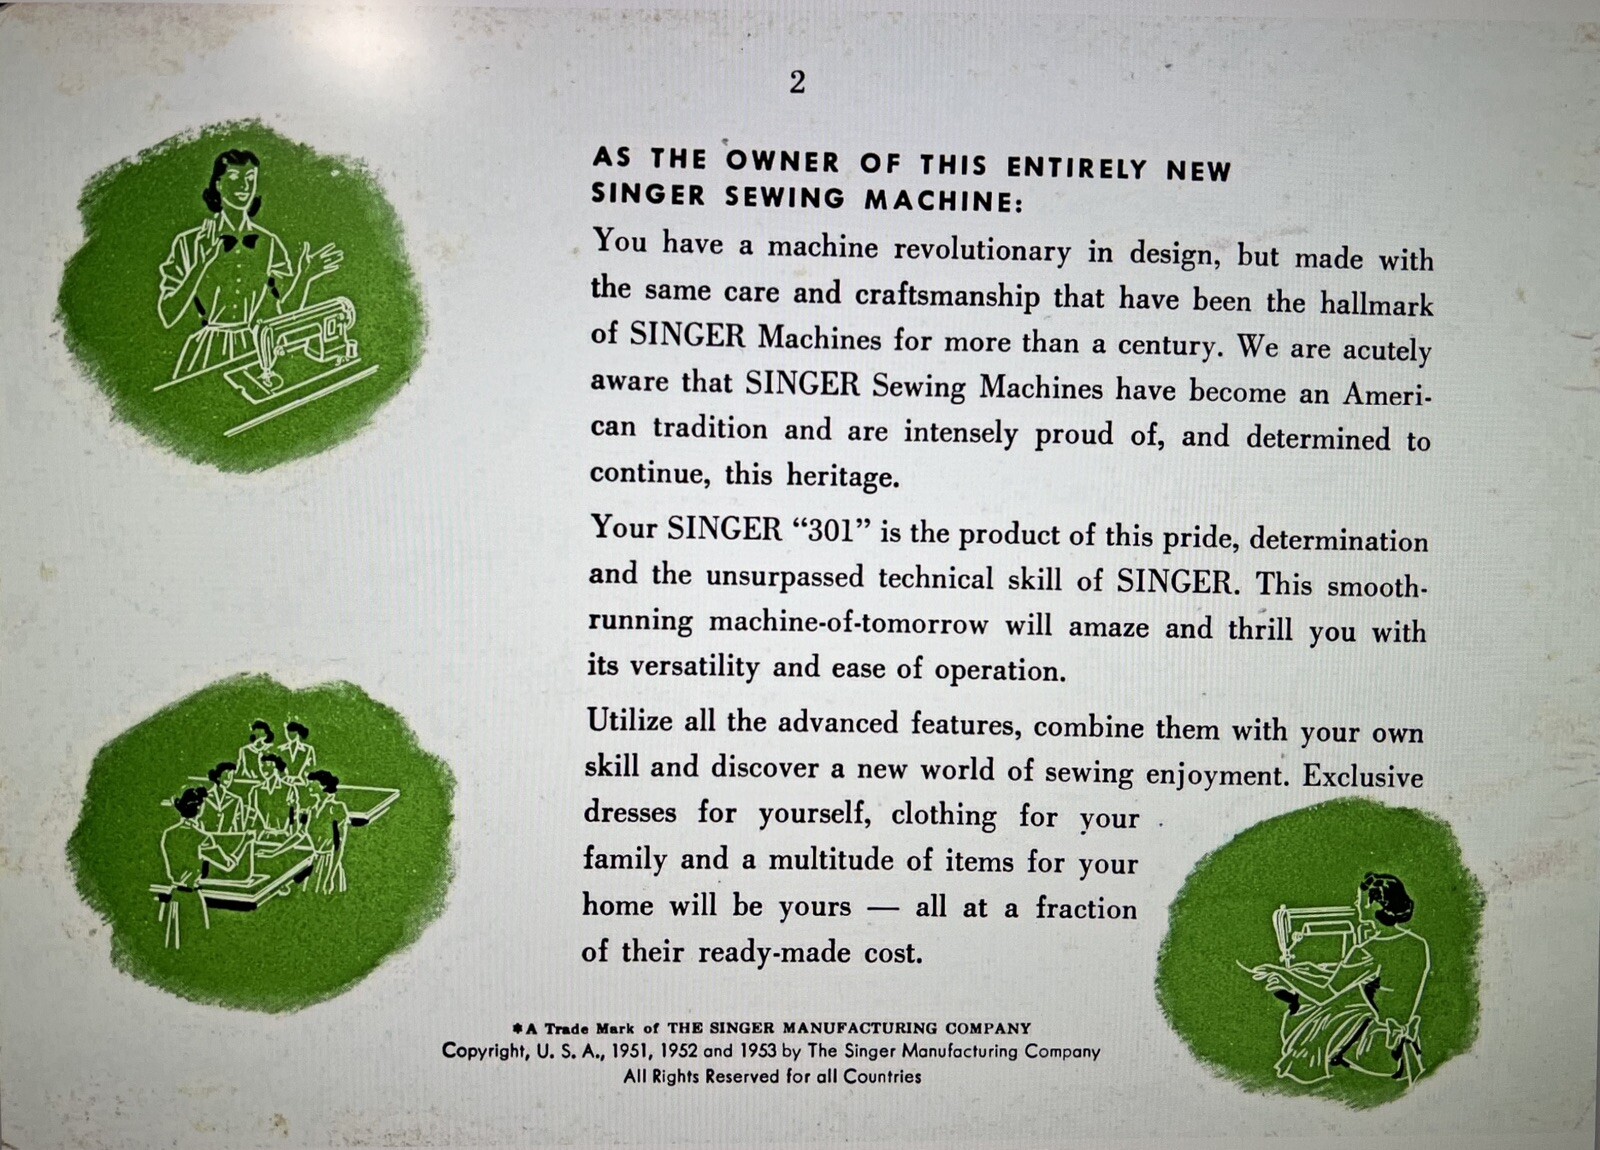 2
AS THE OWNER OF THIS ENTIRELY NEW
SINGER SEWING MACHINE:
You have a machine revolutionary in design, but made with
the same care and craftsmanship that have been the hallmark
of SINGER Machines for more than a century. We are acutely
aware that SINGER Sewing Machines have become an Ameri-
can tradition and are intensely proud of, and determined to
continue, this heritage.
Your SINGER “301” is the product of this pride, determination
and the unsurpassed technical skill of SINGER. This smooth-
running machine-of-tomorrow will amaze and thrill you with
its versatility and ease of operation.
Utilize all the advanced features, combine them with your own
skill and discover a new world of sewing enjoyment. Exclusive
dresses for yourself, clothing for your
family and a multitude of items for your
home will be yours — all at a fraction
of their ready-made cost.
*A Trade Mark of THE SINGER MANUFACTURING COMPANY
Copyright, U. S. A., 1951, 1952 and 1953 by The Singer Manufacturing Company
All Rights Reserved for all Countries